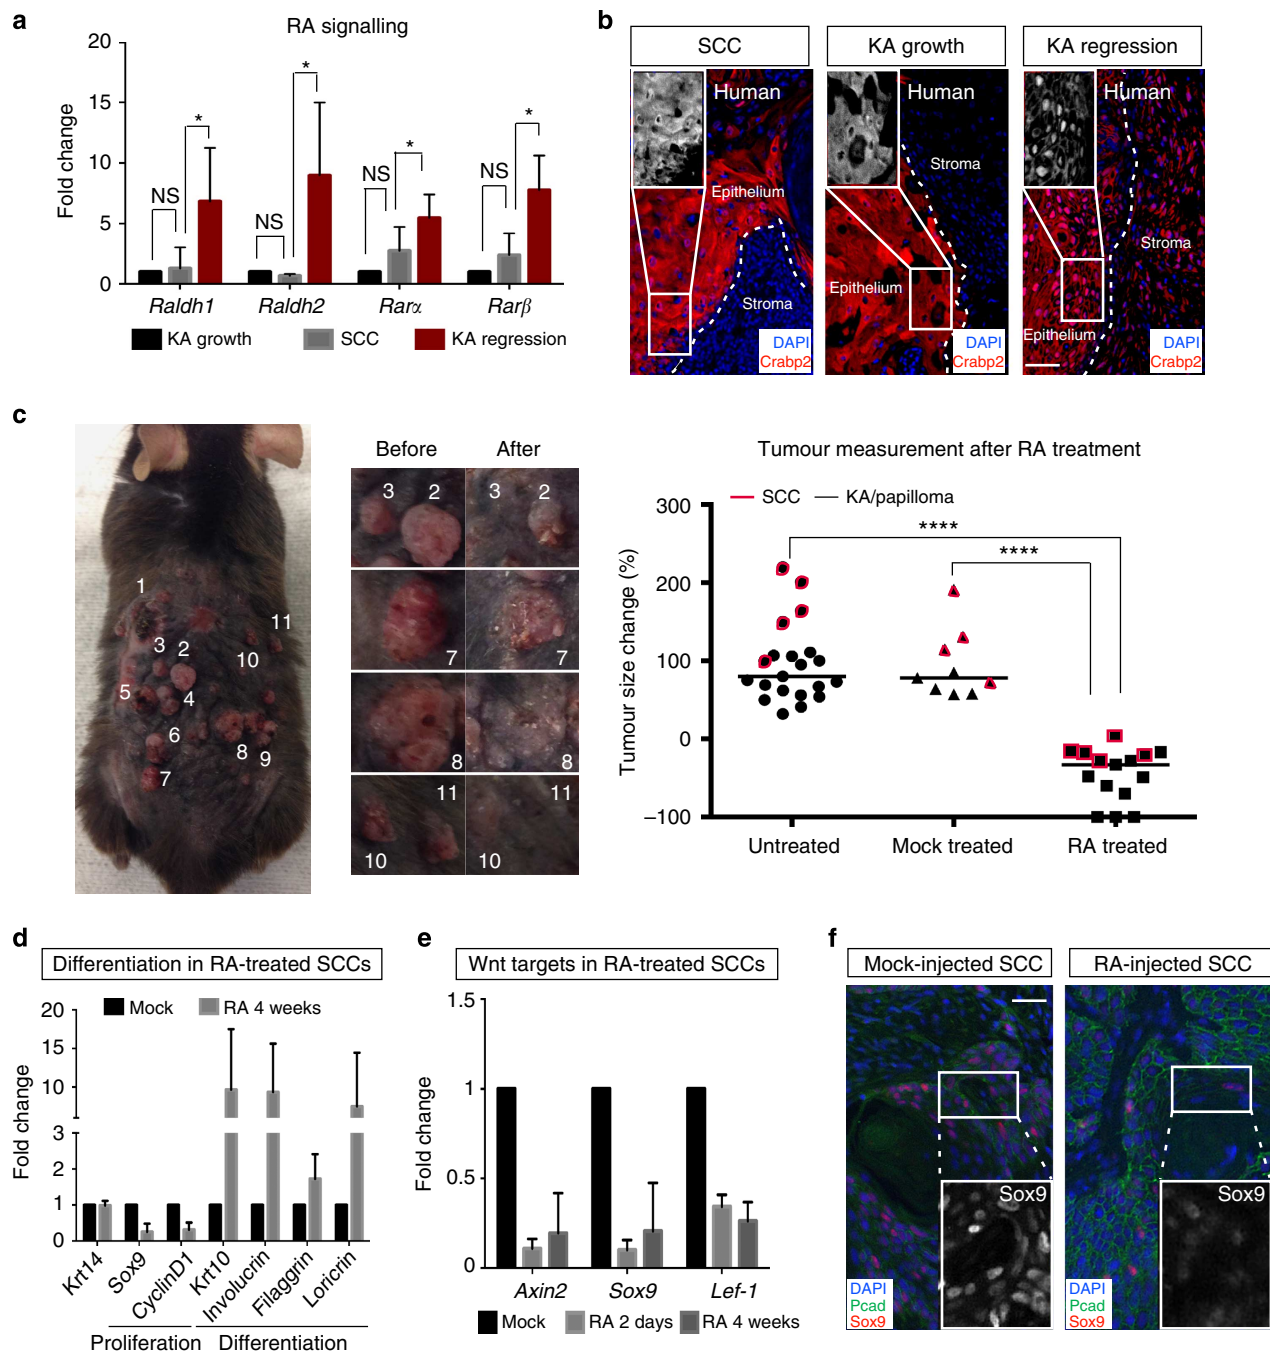 a
RA signalling
Fold change
20
15
10
5
0
NS
*
NS
*
NS
*
NS
*
Raldh1
Raldh2
Rarα
Rarβ
KA growth
SCC
KA regression
b
SCC
KA growth
KA regression
Human
Epithelium
Stroma
DAPI
Crabp2
Human
Stroma
Epithelium
DAPI
Crabp2
Human
Stroma
Epithelium
DAPI
Crabp2
c
1
2
3
4
5
6
7
8
9
10
11
Before
After
3 2
3 2
7
7
8
8
11
10
11
10
Tumour measurement after RA treatment
SCC
KA/papilloma
****
****
Tumour size change (%)
300
200
100
0
–100
Untreated
Mock treated
RA treated
d
Differentiation in RA-treated SCCs
Mock
RA 4 weeks
Fold change
20
15
10
3
2
1
0
Krt14
Sox9
CyclinD1
Krt10
Involucrin
Filaggrin
Loricrin
Proliferation
Differentiation
e
Wnt targets in RA-treated SCCs
Fold change
1.5
1
0.5
0
Axin2
Sox9
Lef-1
Mock
RA 2 days
RA 4 weeks
f
Mock-injected SCC
RA-injected SCC
Sox9
DAPI
Pcad
Sox9
Sox9
DAPI
Pcad
Sox9